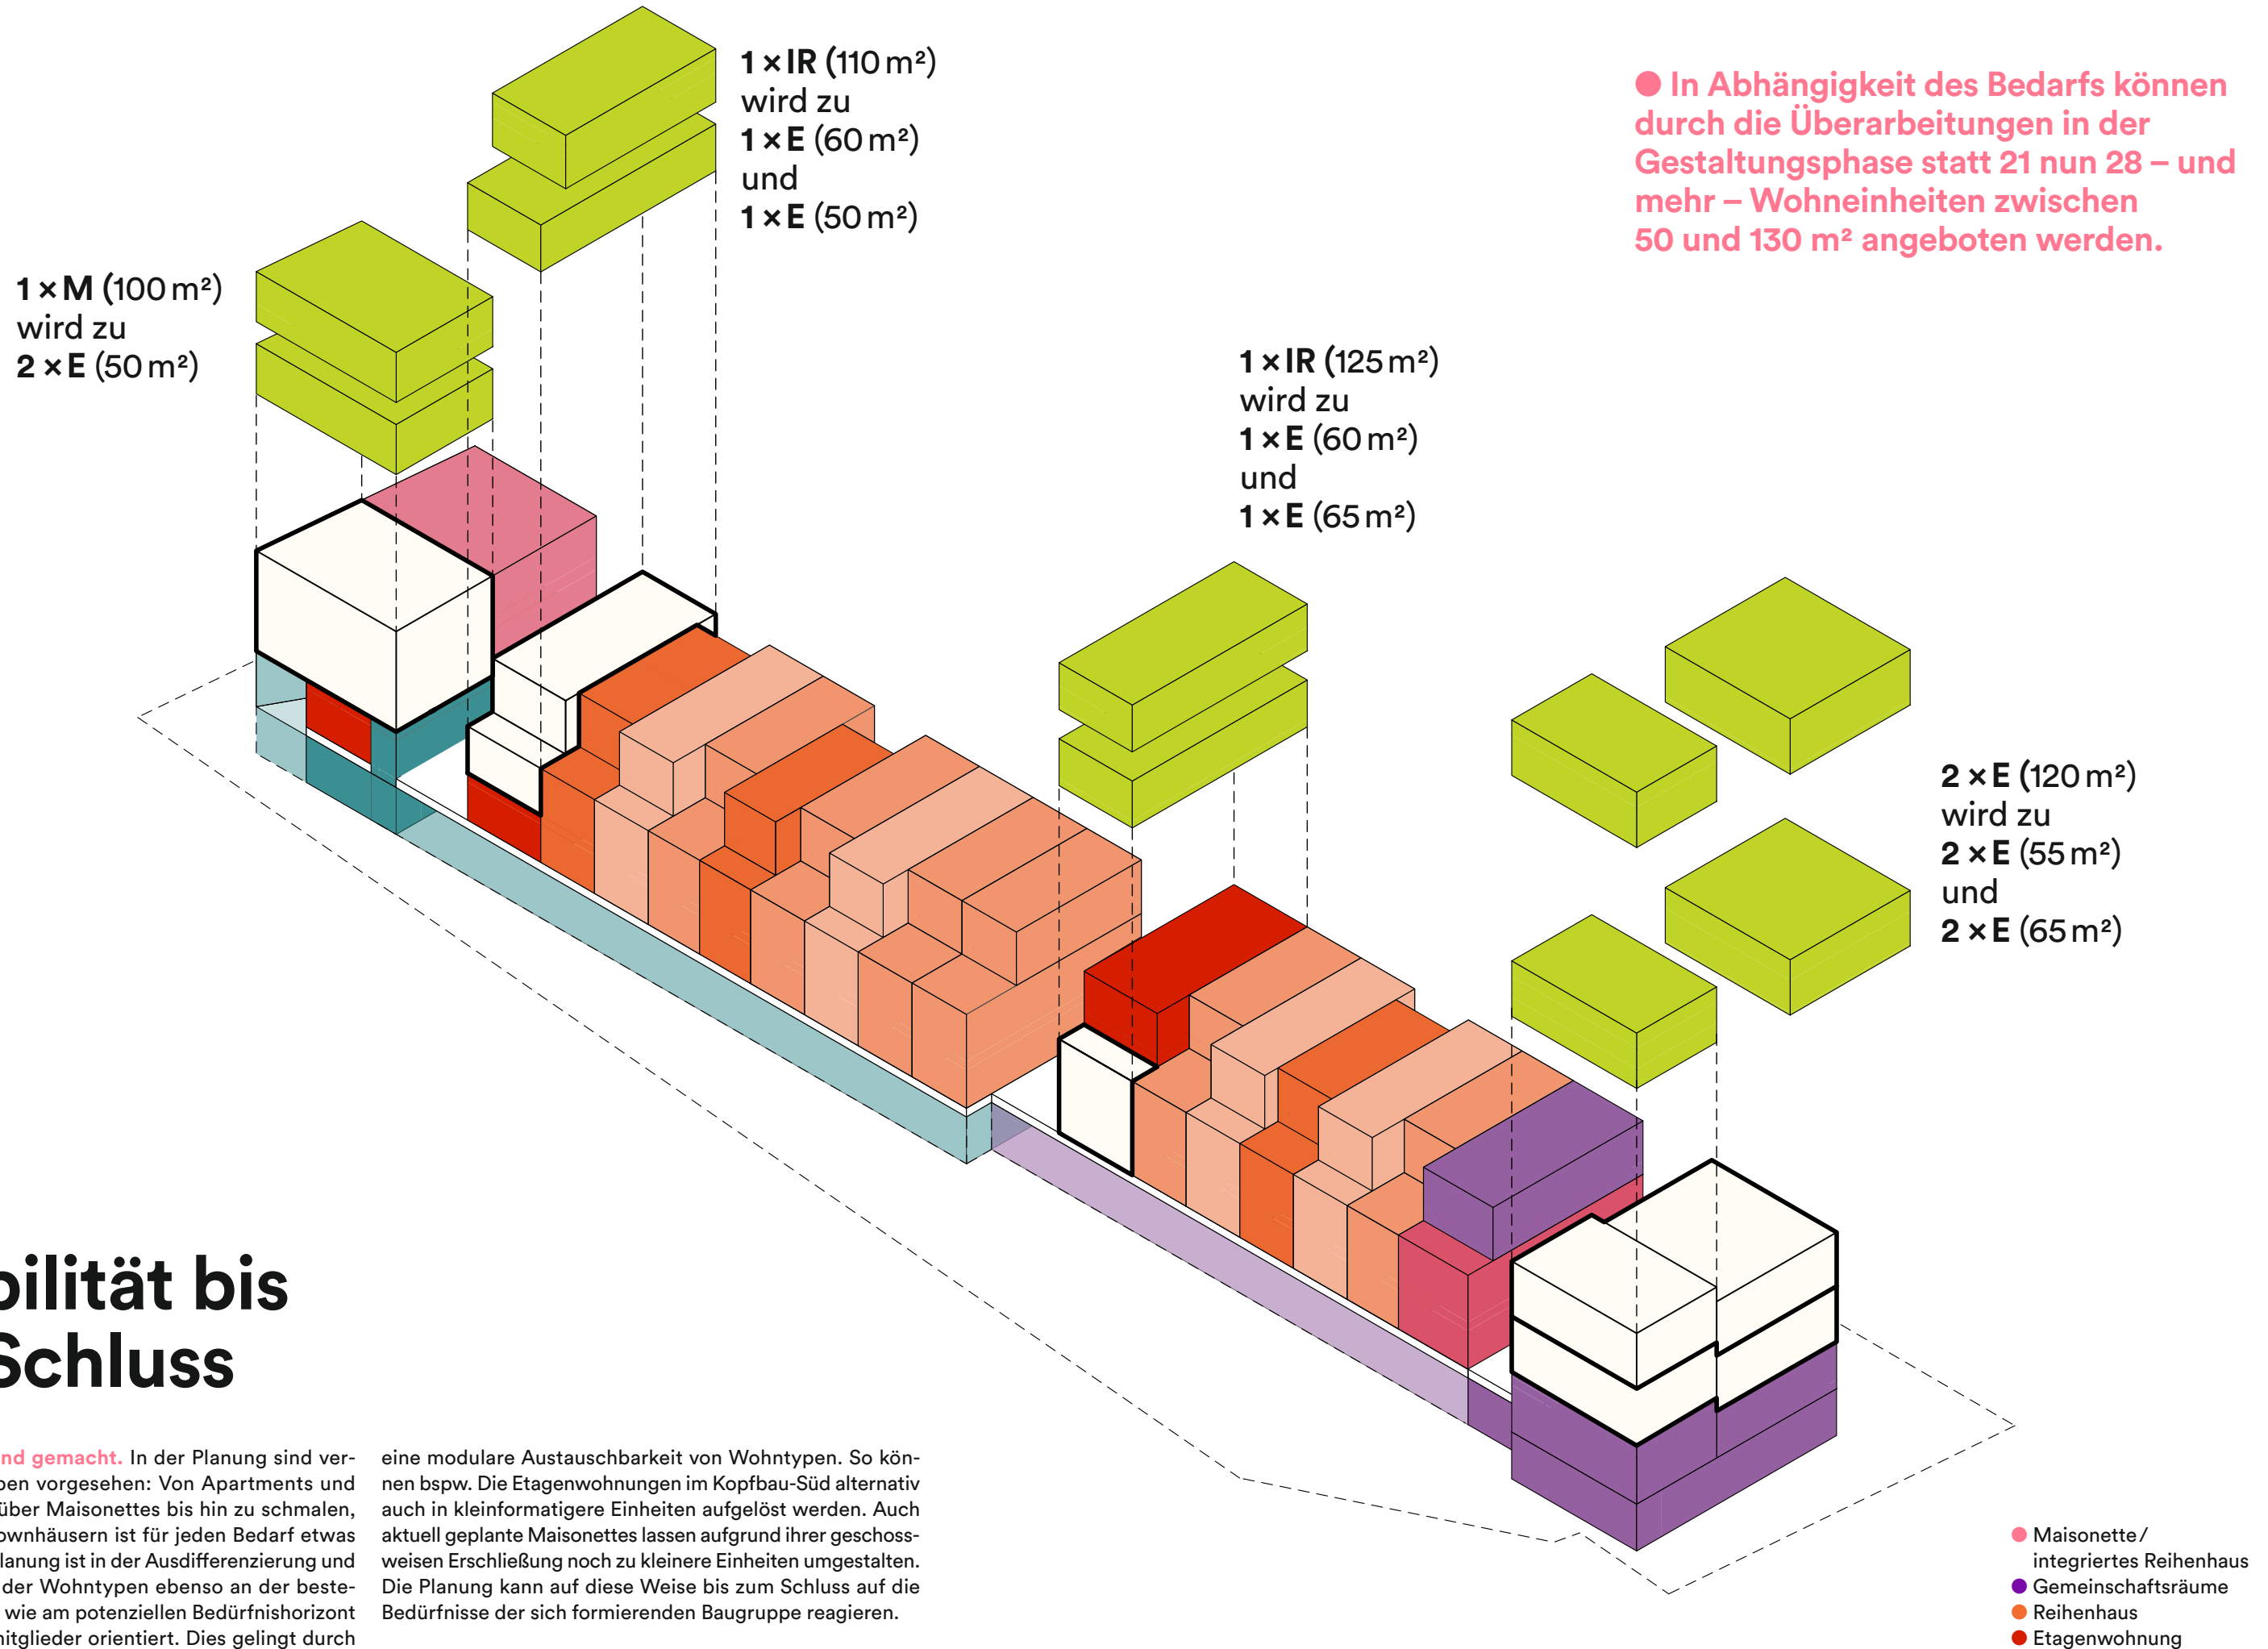 1 × IR (110 m²)
wird zu
1 × E (60 m²)
und
1 × E (50 m²)
● In Abhängigkeit des Bedarfs können
durch die Überarbeitungen in der
Gestaltungsphase statt 21 nun 28 – und
mehr – Wohneinheiten zwischen
50 und 130 m² angeboten werden.
1 × M (100 m²)
wird zu
2 × E (50 m²)
1 × IR (125 m²)
wird zu
1 × E (60 m²)
und
1 × E (65 m²)
2 × E (120 m²)
wird zu
2 × E (55 m²)
und
2 × E (65 m²)
bilität bis
Schluss
nd gemacht. In der Planung sind ver-
ben vorgesehen: Von Apartments und
über Maisonettes bis hin zu schmalen,
ownhäusern ist für jeden Bedarf etwas
lanung ist in der Ausdifferenzierung und
der Wohntypen ebenso an der beste-
wie am potenziellen Bedürfnishorizont
mitglieder orientiert. Dies gelingt durch
eine modulare Austauschbarkeit von Wohntypen. So kön-
nen bspw. Die Etagenwohnungen im Kopfbau-Süd alternativ
auch in kleinformatigere Einheiten aufgelöst werden. Auch
aktuell geplante Maisonettes lassen aufgrund ihrer geschoss-
weisen Erschließung noch zu kleinere Einheiten umgestalten.
Die Planung kann auf diese Weise bis zum Schluss auf die
Bedürfnisse der sich formierenden Baugruppe reagieren.
● Maisonette/
integriertes Reihenhaus
● Gemeinschaftsräume
● Reihenhaus
● Etagenwohnung